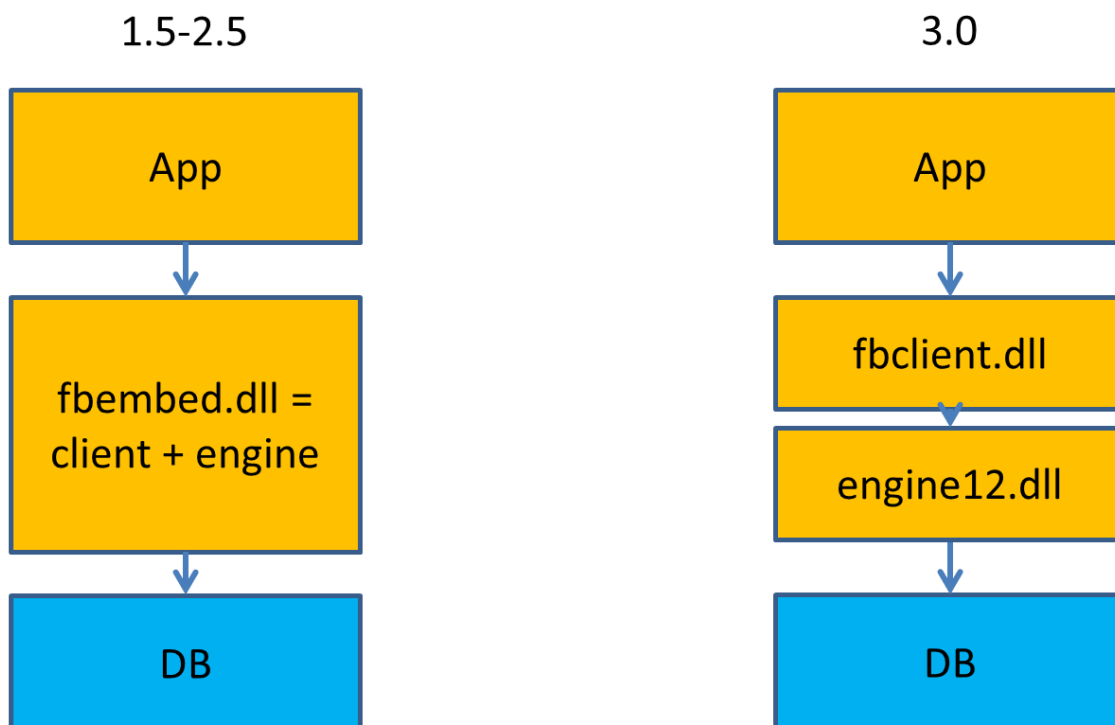 1.5-2.5
App
fbembed.dll =
client + engine
DB
3.0
App
fbclient.dll
engine12.dll
DB